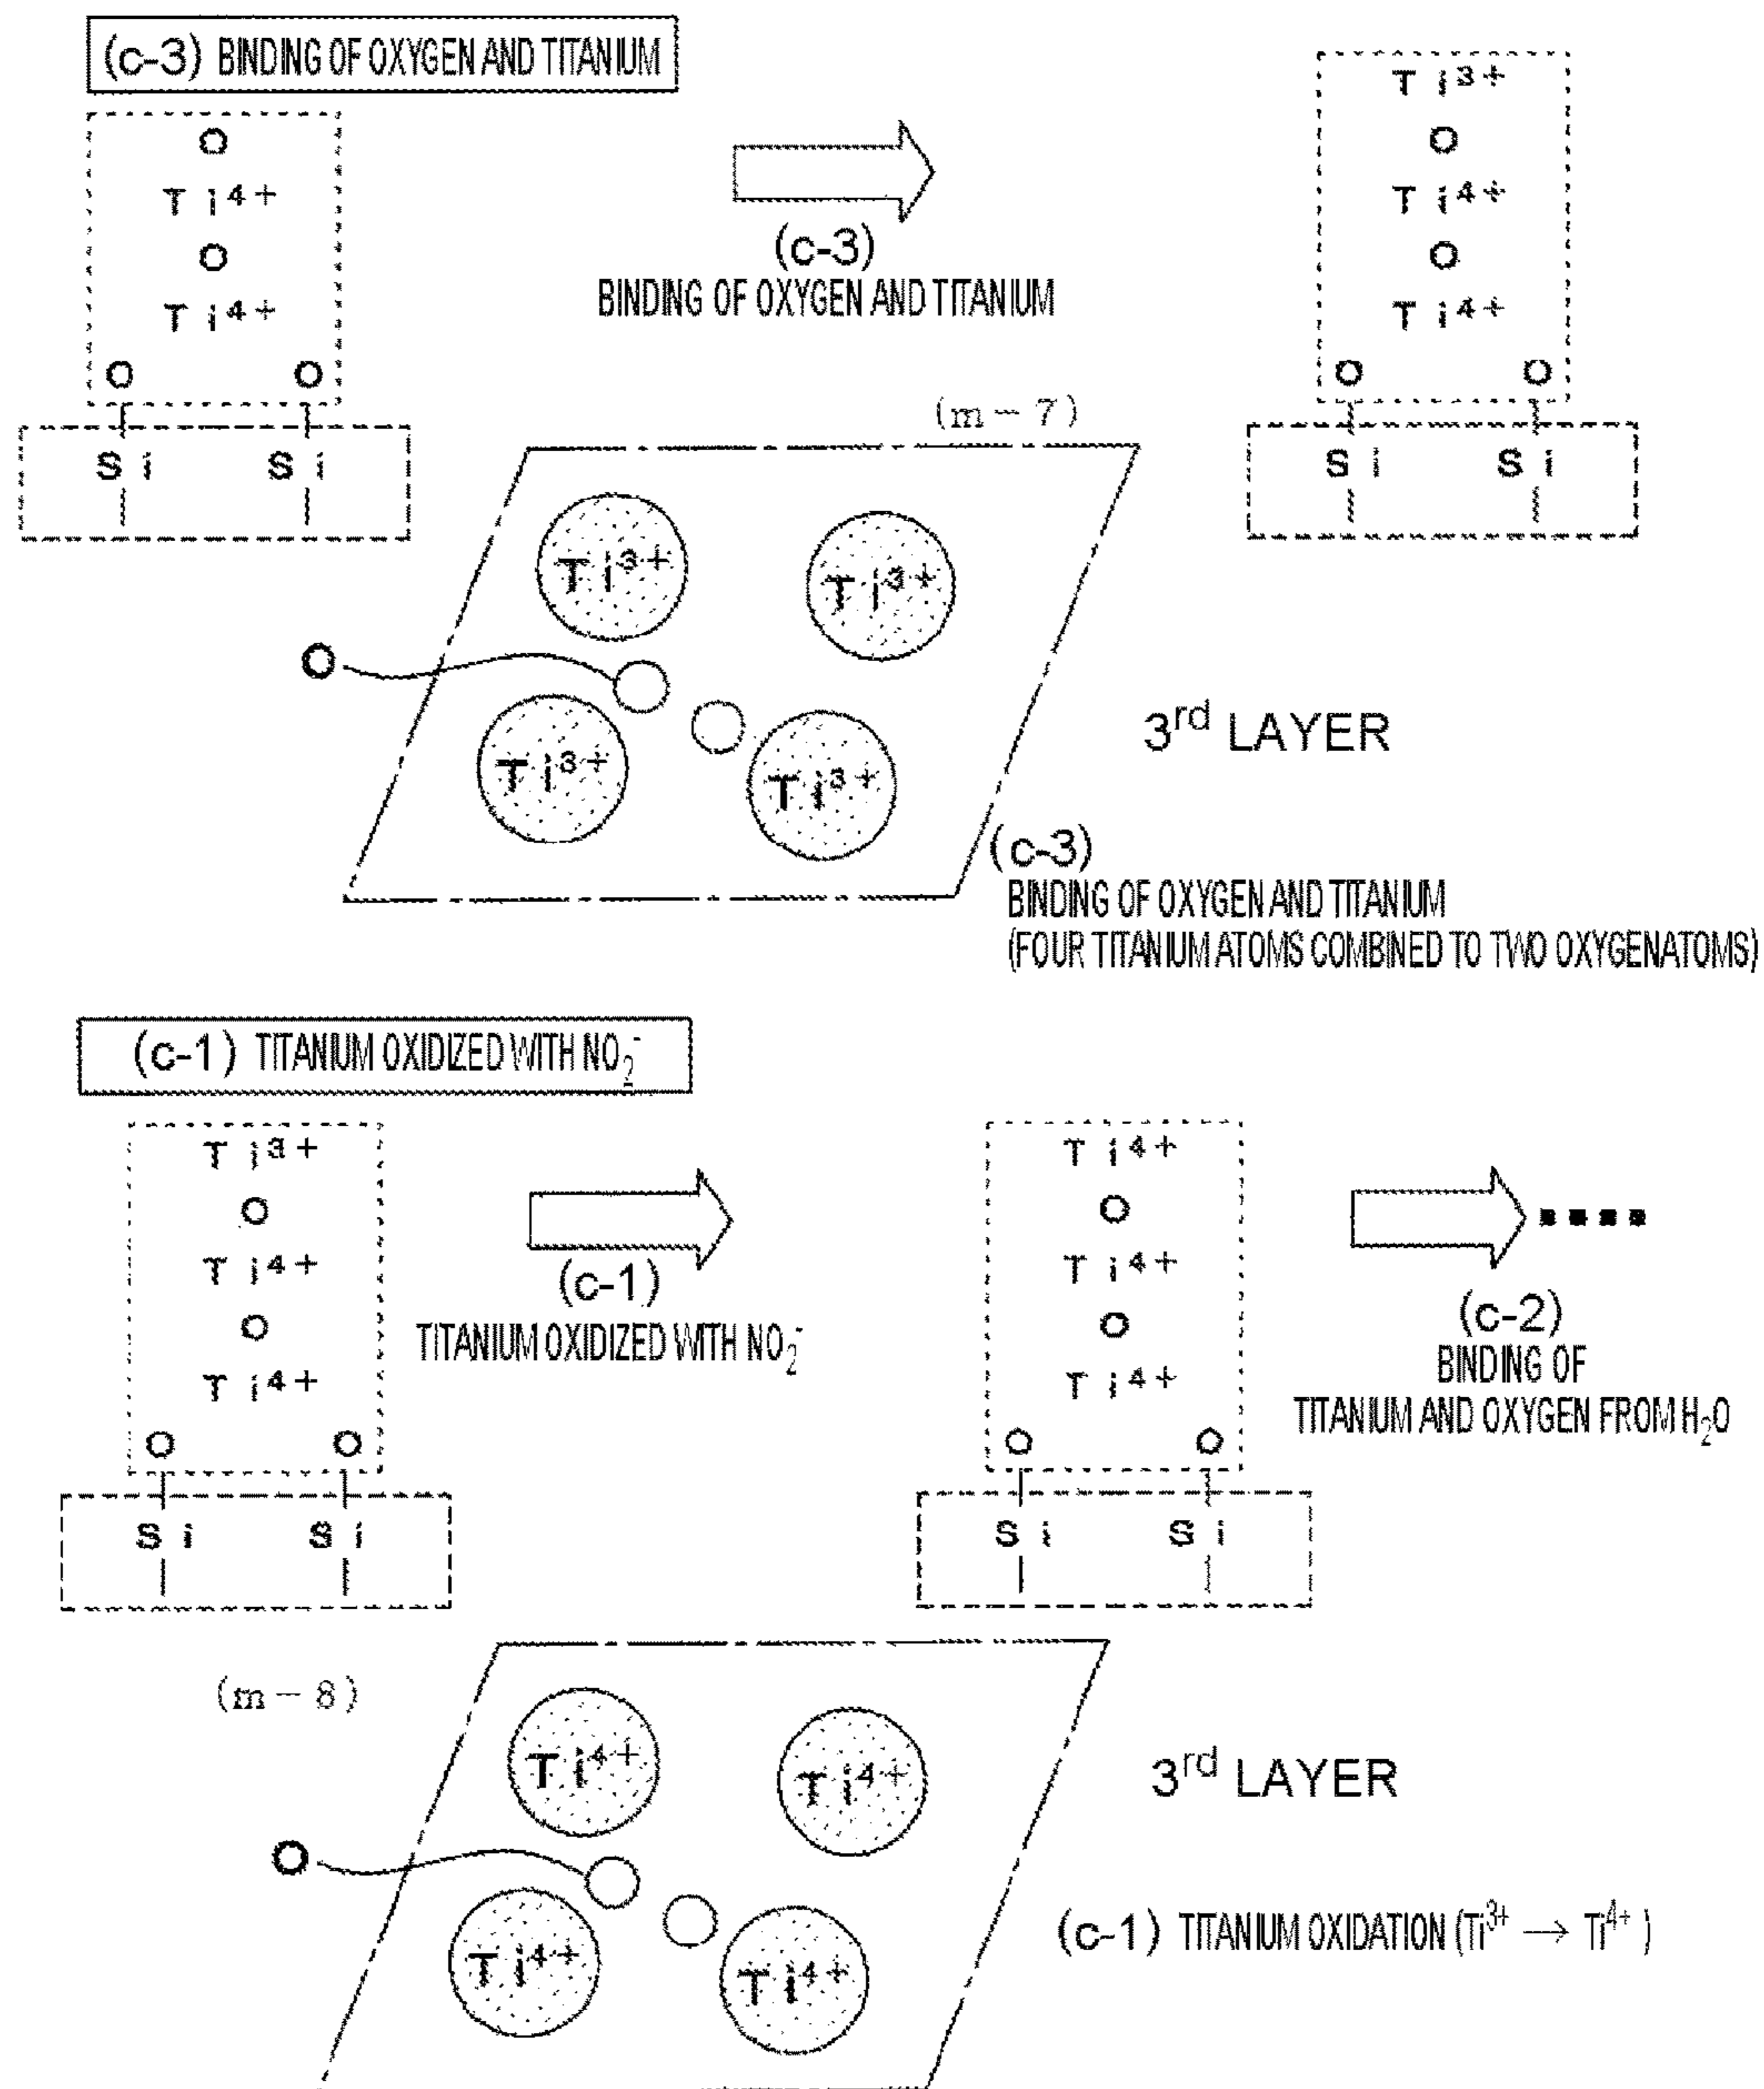 (c-3) BINDING OF OXYGEN AND TITANIUM
O
Ti⁴⁺
O
Ti⁴⁺
O O
Si Si
(c-3)
BINDING OF OXYGEN AND TITANIUM
Ti³⁺
O
Ti⁴⁺
O
Ti⁴⁺
O O
Si Si
(m-7)
Ti³⁺ Ti³⁺
O
Ti³⁺ Ti³⁺
3rd LAYER
(c-3)
BINDING OF OXYGEN AND TITANIUM
(FOUR TITANIUM ATOMS COMBINED TO TWO OXYGENATOMS)
(c-1) TITANIUM OXIDIZED WITH NO₂⁻
Ti³⁺
O
Ti⁴⁺
O
Ti⁴⁺
O O
Si Si
(c-1)
TITANIUM OXIDIZED WITH NO₂⁻
Ti⁴⁺
O
Ti⁴⁺
O
Ti⁴⁺
O O
Si Si
(c-2)
BINDING OF
TITANIUM AND OXYGEN FROM H₂O
(m-8)
Ti⁴⁺ Ti⁴⁺
O
Ti⁴⁺ Ti⁴⁺
3rd LAYER
(c-1) TITANIUM OXIDATION (Ti³⁺ → Ti⁴⁺)